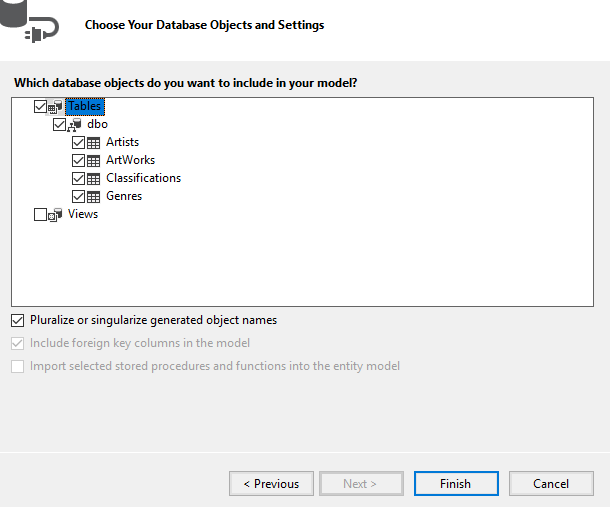 Choose Your Database Objects and Settings
Which database objects do you want to include in your model?
Tables
dbo
Artists
ArtWorks
Classifications
Genres
Views
Pluralize or singularize generated object names
Include foreign key columns in the model
Import selected stored procedures and functions into the entity model
< Previous
Next >
Finish
Cancel